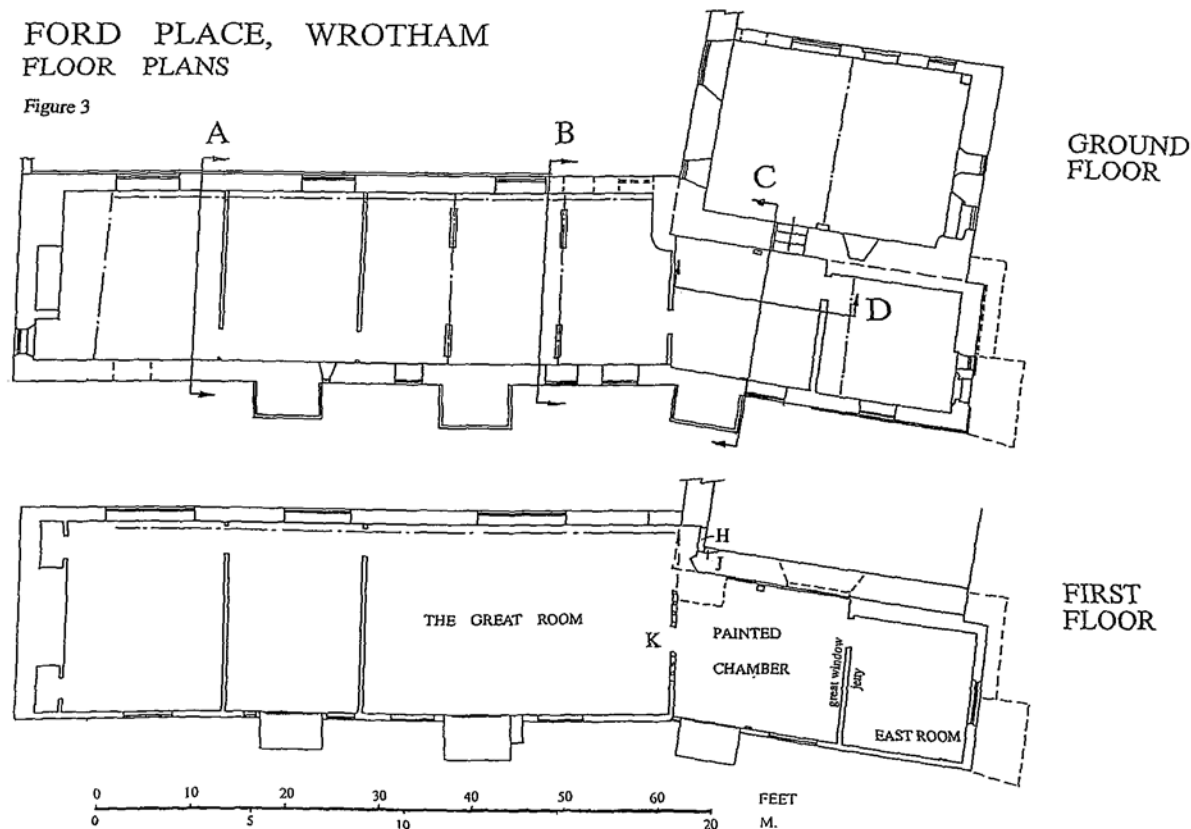 FORD PLACE, WROTHAM
FLOOR PLANS
Figure 3
A
B
C
D
GROUND
FLOOR
H
J
K
THE GREAT ROOM
PAINTED
CHAMBER
great window
jetty
EAST ROOM
FIRST
FLOOR
0 10 20 30 40 50 60 FEET
0 5 10 20 M.